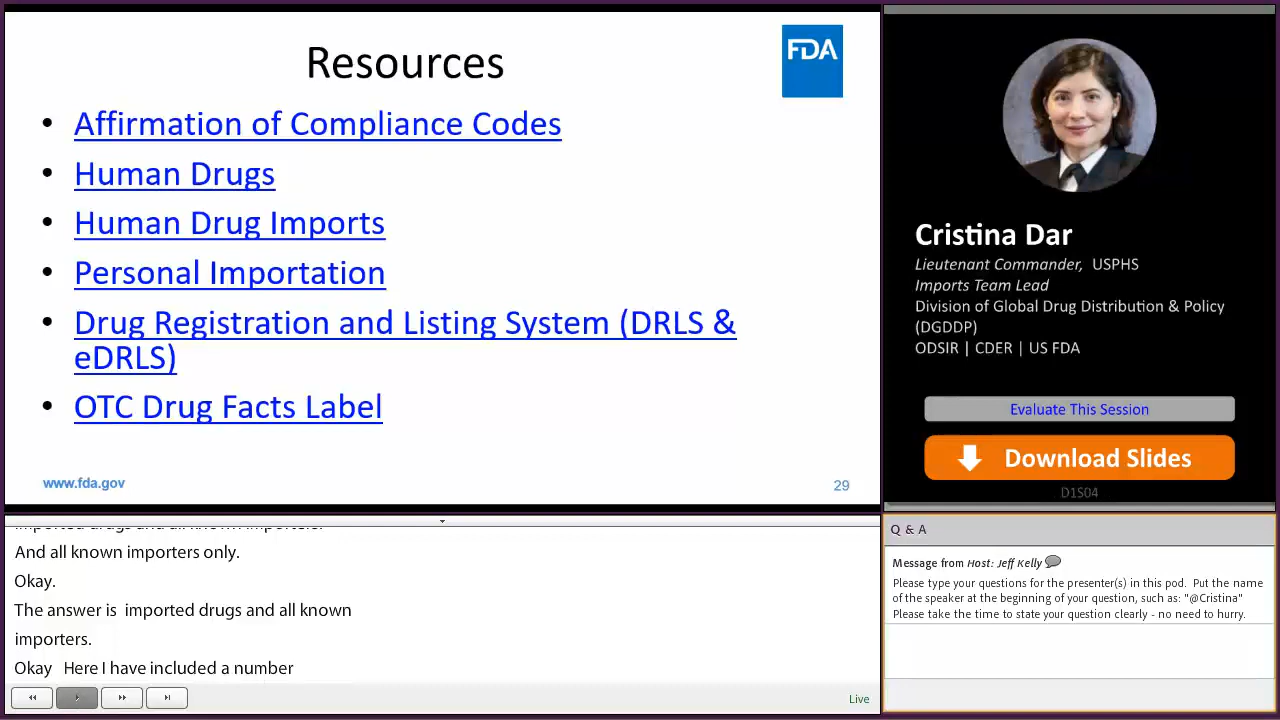 Resources
FDA
• Affirmation of Compliance Codes
• Human Drugs
• Human Drug Imports
• Personal Importation
• Drug Registration and Listing System (DRLS &
eDRLS)
• OTC Drug Facts Label
www.fda.gov
29
Cristina Dar
Lieutenant Commander, USPHS
Imports Team Lead
Division of Global Drug Distribution & Policy
(DGDDP)
ODSIR | CDER | US FDA
Evaluate This Session
Download Slides
D1S04
imported drugs and all known importers.
And all known importers only.
Okay.
The answer is imported drugs and all known
importers.
Okay Here I have included a number
Live
Q & A
Message from Host: Jeff Kelly
Please type your questions for the presenter(s) in this pod. Put the name
of the speaker at the beginning of your question, such as: "@Cristina"
Please take the time to state your question clearly - no need to hurry.